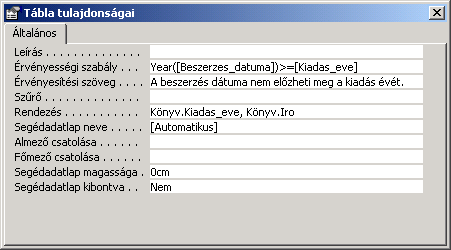 Tábla tulajdonságai
Általános
Leírás . . . . . . . . . . . . . .
Érvényességi szabály . . . Year([Beszerzes_datuma])>=[Kiadas_eve]
Érvényesítési szöveg . . . . A beszerzés dátuma nem előzheti meg a kiadás évét.
Szűrő . . . . . . . . . . . . . . .
Rendezés . . . . . . . . . . . . Könyv.Kiadas_eve, Könyv.Iro
Segédadatlap neve . . . . . [Automatikus]
Almező csatolása . . . . . . .
Főmező csatolása . . . . . .
Segédadatlap magassága . 0cm
Segédadatlap kibontva . . Nem